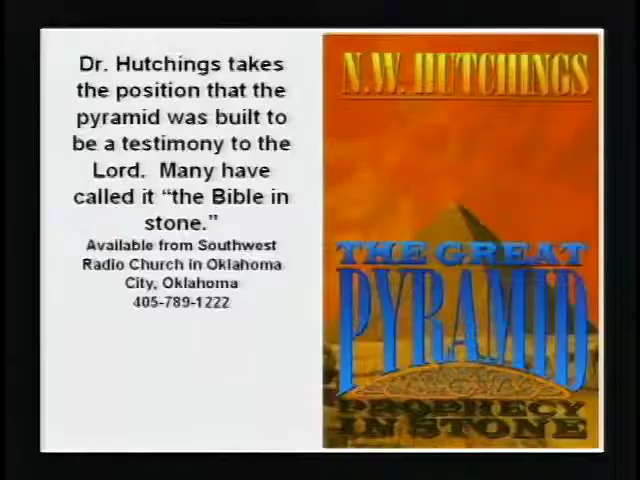 Dr. Hutchings takes
the position that the
pyramid was built to
be a testimony to the
Lord. Many have
called it “the Bible in
stone.”
Available from Southwest
Radio Church in Oklahoma
City, Oklahoma
405-789-1222
N.W. HUTCHINGS
THE GREAT
PYRAMID
PROPHECY
IN STONE